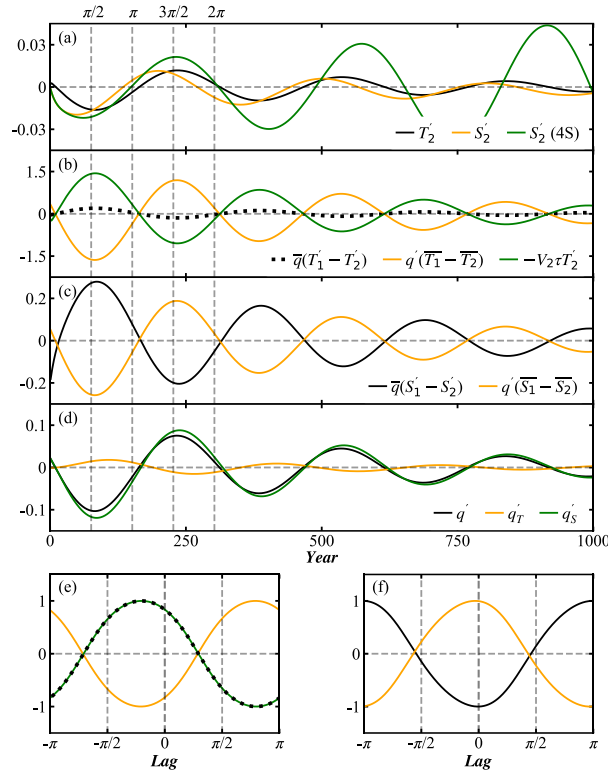 π/2 π 3π/2 2π
(a)
0.03
0
-0.03
T′₂ S′₂ S′₂ (4S)
(b)
1.5
0
-1.5
q̅(T′₁ − T′₂) q′(T̅₁ − T̅₂) −V₂τT′₂
(c)
0.2
0
-0.2
q̅(S′₁ − S′₂) q′(S̅₁ − S̅₂)
(d)
0.1
0
-0.1
q′ q′_T q′_S
0 250 500 750 1000
Year
(e)
1
0
-1
-π -π/2 0 π/2 π
Lag
(f)
1
0
-1
-π -π/2 0 π/2 π
Lag